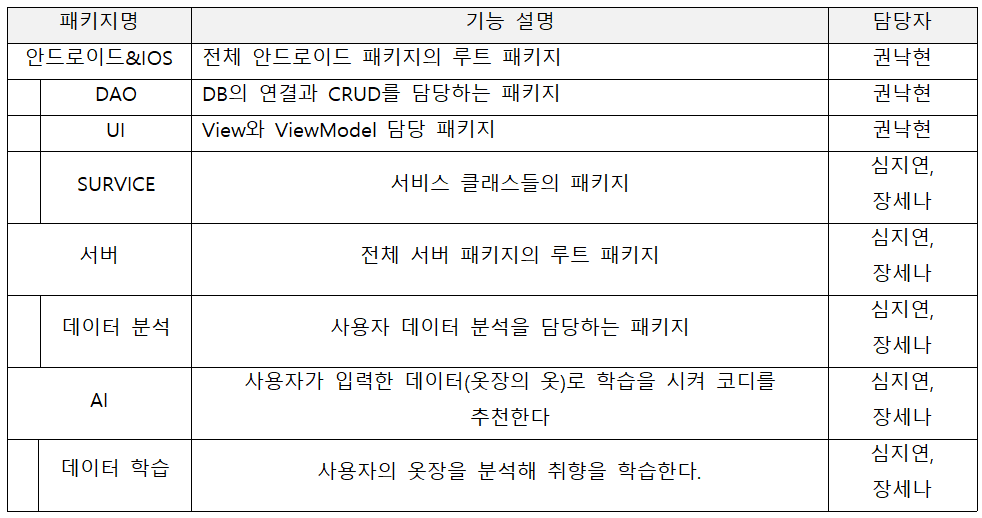 패키지명 기능 설명 담당자
안드로이드&IOS 전체 안드로이드 패키지의 루트 패키지 권낙현
DAO DB의 연결과 CRUD를 담당하는 패키지 권낙현
UI View와 ViewModel 담당 패키지 권낙현
SURVICE 서비스 클래스들의 패키지 심지연,
장세나
서버 전체 서버 패키지의 루트 패키지 심지연,
장세나
데이터 분석 사용자 데이터 분석을 담당하는 패키지 심지연,
장세나
AI 사용자가 입력한 데이터(옷장의 옷)로 학습을 시켜 코디를
추천한다 심지연,
장세나
데이터 학습 사용자의 옷장을 분석해 취향을 학습한다. 심지연,
장세나